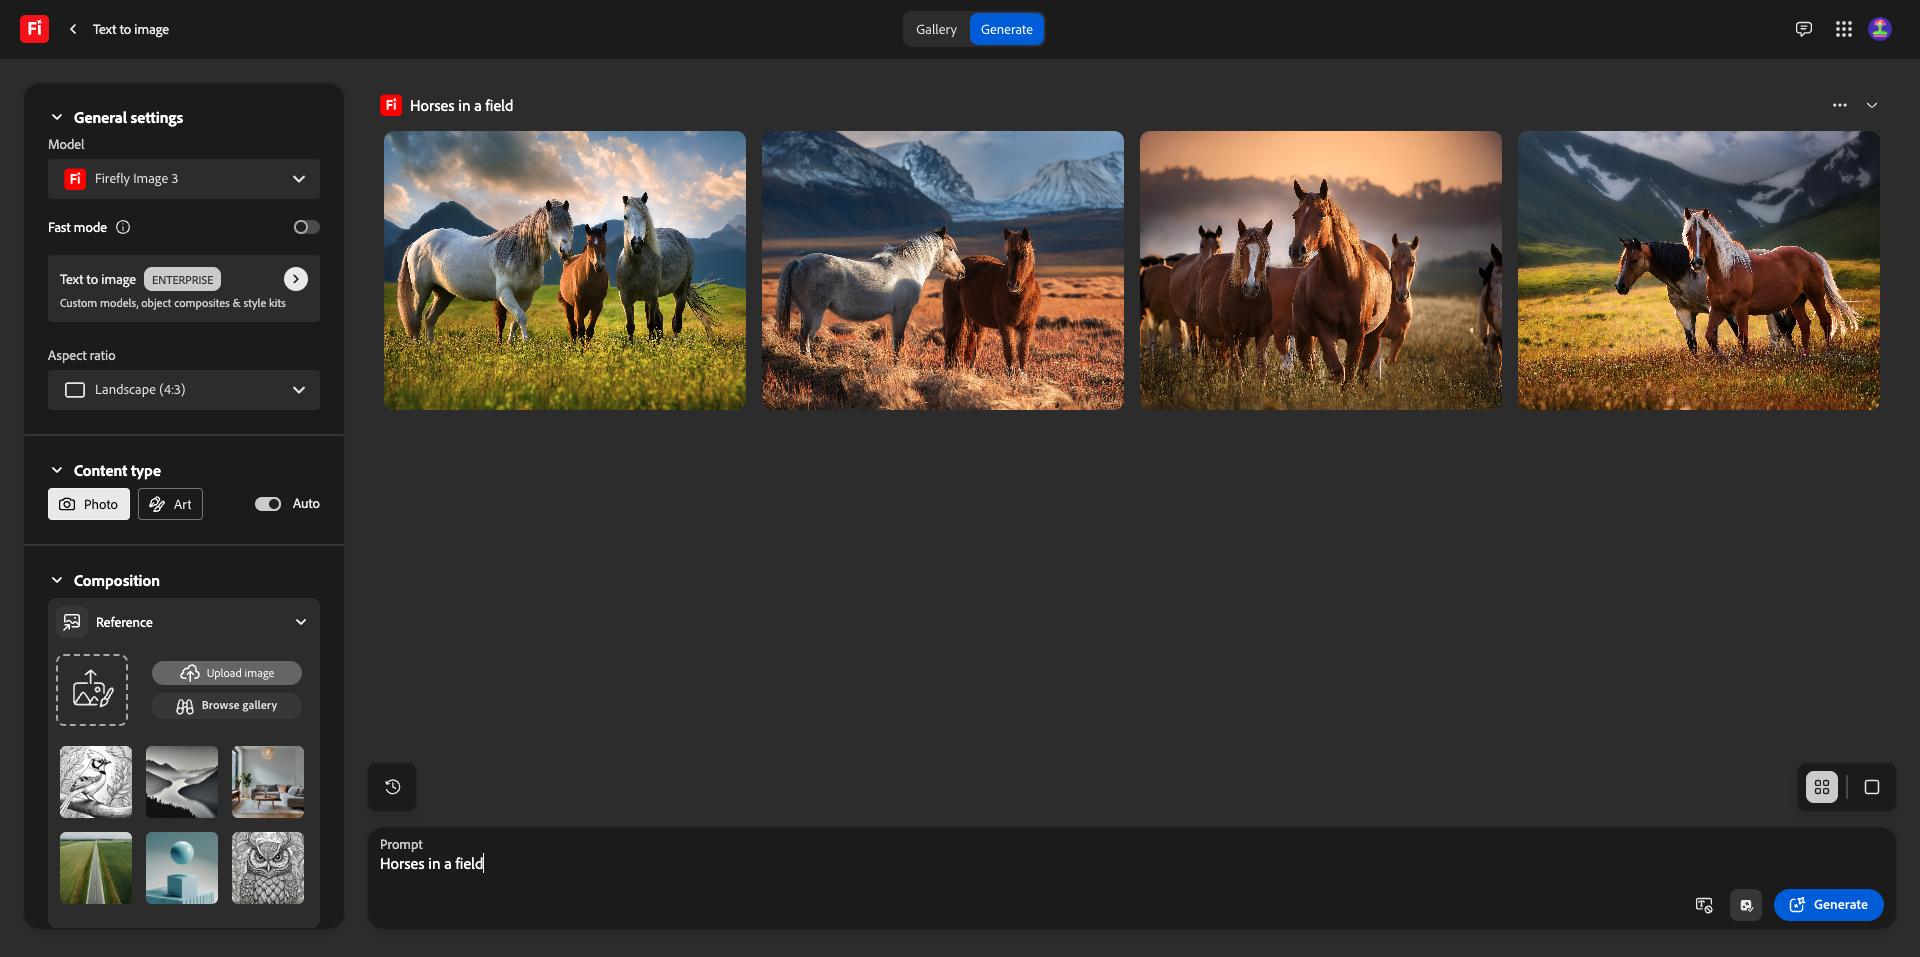 Fi
Text to image
Gallery
Generate
General settings
Model
Fi
Firefly Image 3
Fast mode
Text to image
ENTERPRISE
Custom models, object composites & style kits
Aspect ratio
Landscape (4:3)
Content type
Photo
Art
Auto
Composition
Reference
Upload image
Browse gallery
Fi
Horses in a field
Prompt
Horses in a field
Generate